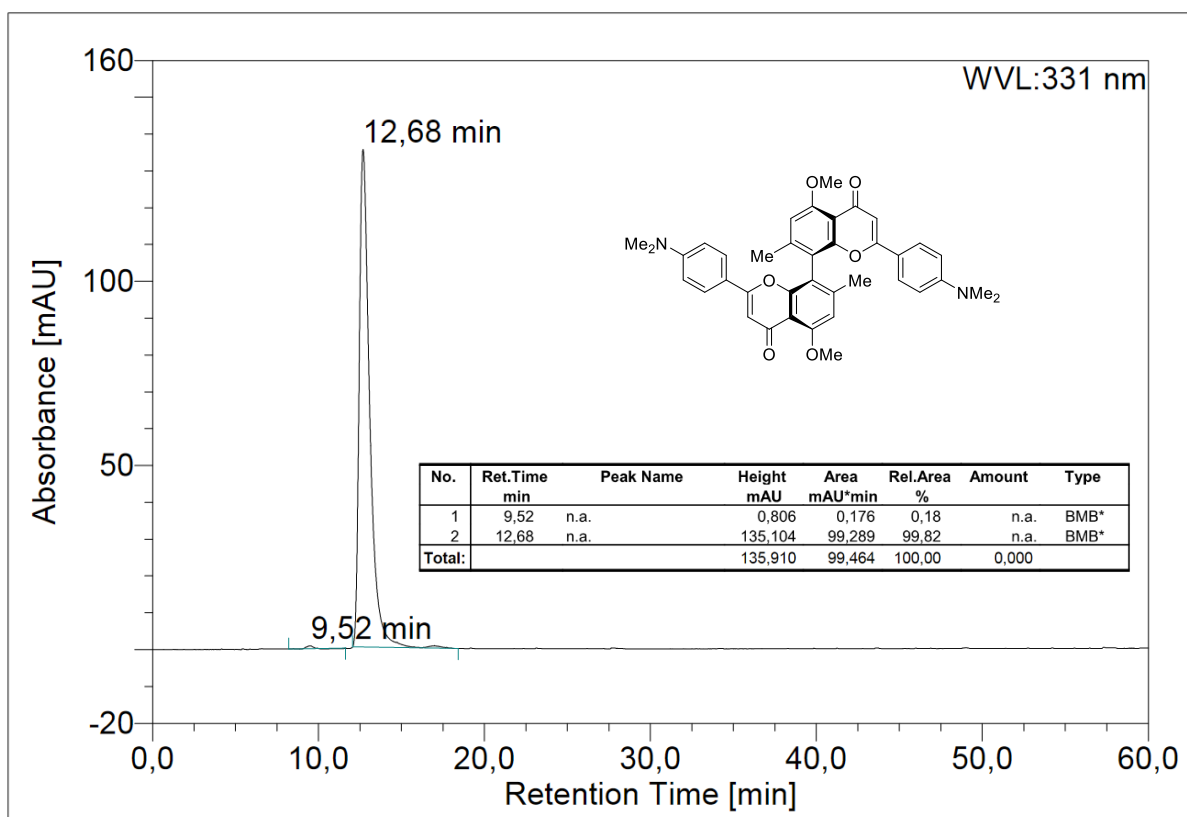 160
WVL:331 nm
12,68 min
OMe
O
Me2N
Me
O
O
Me
NMe2
O
OMe
100
Absorbance [mAU]
50
No. Ret.Time Peak Name Height Area Rel.Area Amount Type
min mAU mAU*min %
1 9,52 n.a. 0,806 0,176 0,18 n.a. BMB*
2 12,68 n.a. 135,104 99,289 99,82 n.a. BMB*
Total: 135,910 99,464 100,00 0,000
9,52 min
-20
0,0 10,0 20,0 30,0 40,0 50,0 60,0
Retention Time [min]